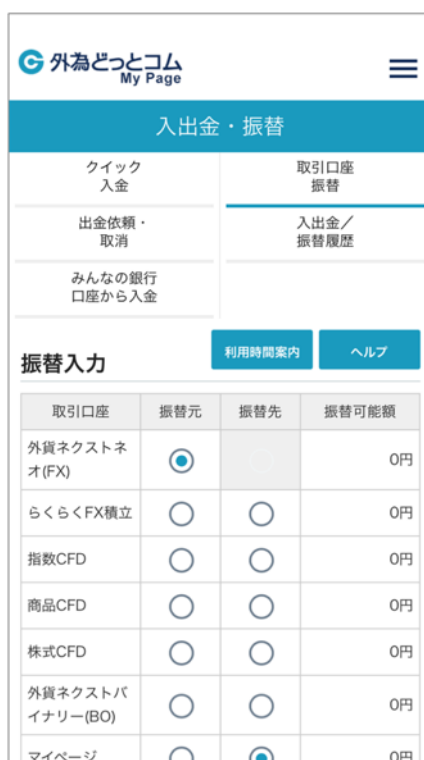 外為どっとコム
My Page
入出金・振替
クイック
入金
取引口座
振替
出金依頼・
取消
入出金／
振替履歴
みんなの銀行
口座から入金
振替入力
利用時間案内
ヘルプ
取引口座 振替元 振替先 振替可能額
外貨ネクストネ
オ(FX)
0円
らくらくFX積立 0円
指数CFD 0円
商品CFD 0円
株式CFD 0円
外貨ネクストバ
イナリー(BO)
0円
マイページ 0円